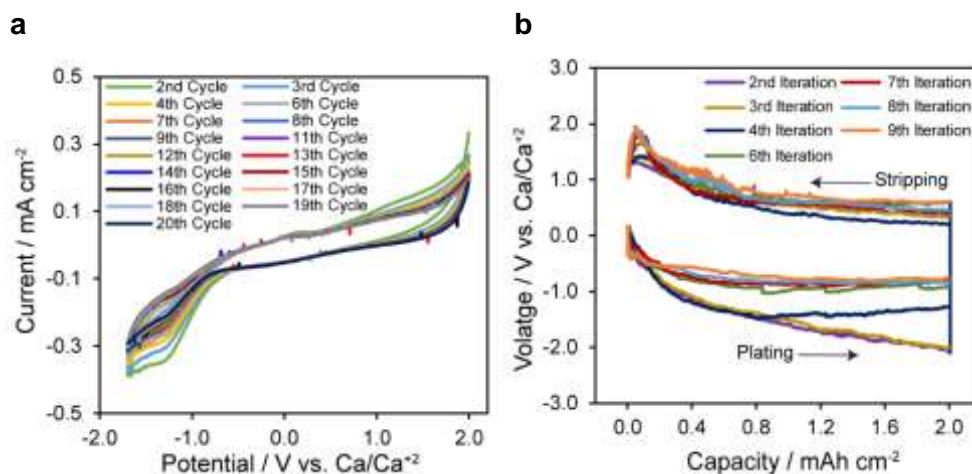 a
0.5
0.3
0.1
-0.1
-0.3
-0.5
Current / mA cm-2
2nd Cycle 3rd Cycle
4th Cycle 6th Cycle
7th Cycle 8th Cycle
9th Cycle 11th Cycle
12th Cycle 13th Cycle
14th Cycle 15th Cycle
16th Cycle 17th Cycle
18th Cycle 19th Cycle
20th Cycle
-2.0 -1.0 0.0 1.0 2.0
Potential / V vs. Ca/Ca+2
b
3.0
2.0
1.0
0.0
-1.0
-2.0
-3.0
Volatge / V vs. Ca/Ca+2
2nd Iteration 7th Iteration
3rd Iteration 8th Iteration
4th Iteration 9th Iteration
6th Iteration
Stripping
Plating
0.0 0.4 0.8 1.2 1.6 2.0
Capacity / mAh cm-2